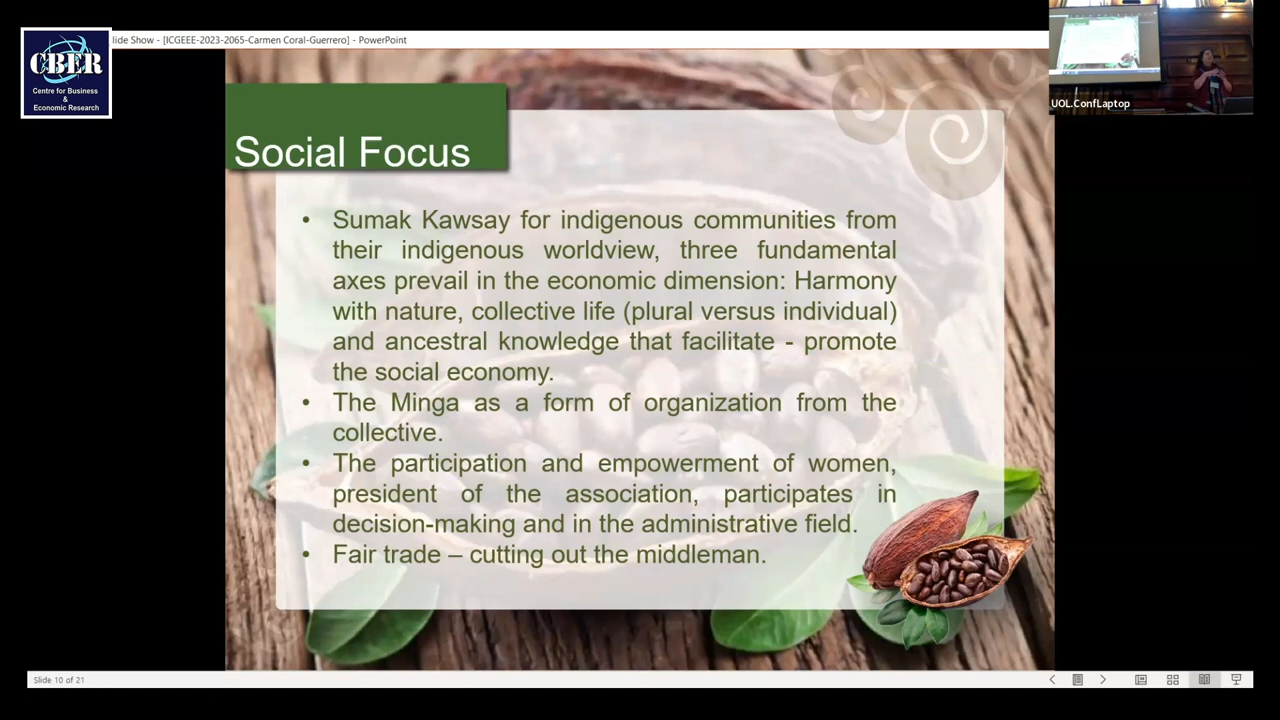 lide Show - [ICGEEE-2023-2065-Carmen Coral-Guerrero] - PowerPoint
CBER
Centre for Business
&
Economic Research
UOL.ConfLaptop
Social Focus
• Sumak Kawsay for indigenous communities from
their indigenous worldview, three fundamental
axes prevail in the economic dimension: Harmony
with nature, collective life (plural versus individual)
and ancestral knowledge that facilitate - promote
the social economy.
• The Minga as a form of organization from the
collective.
• The participation and empowerment of women,
president of the association, participates in
decision-making and in the administrative field.
• Fair trade – cutting out the middleman.
Slide 10 of 21